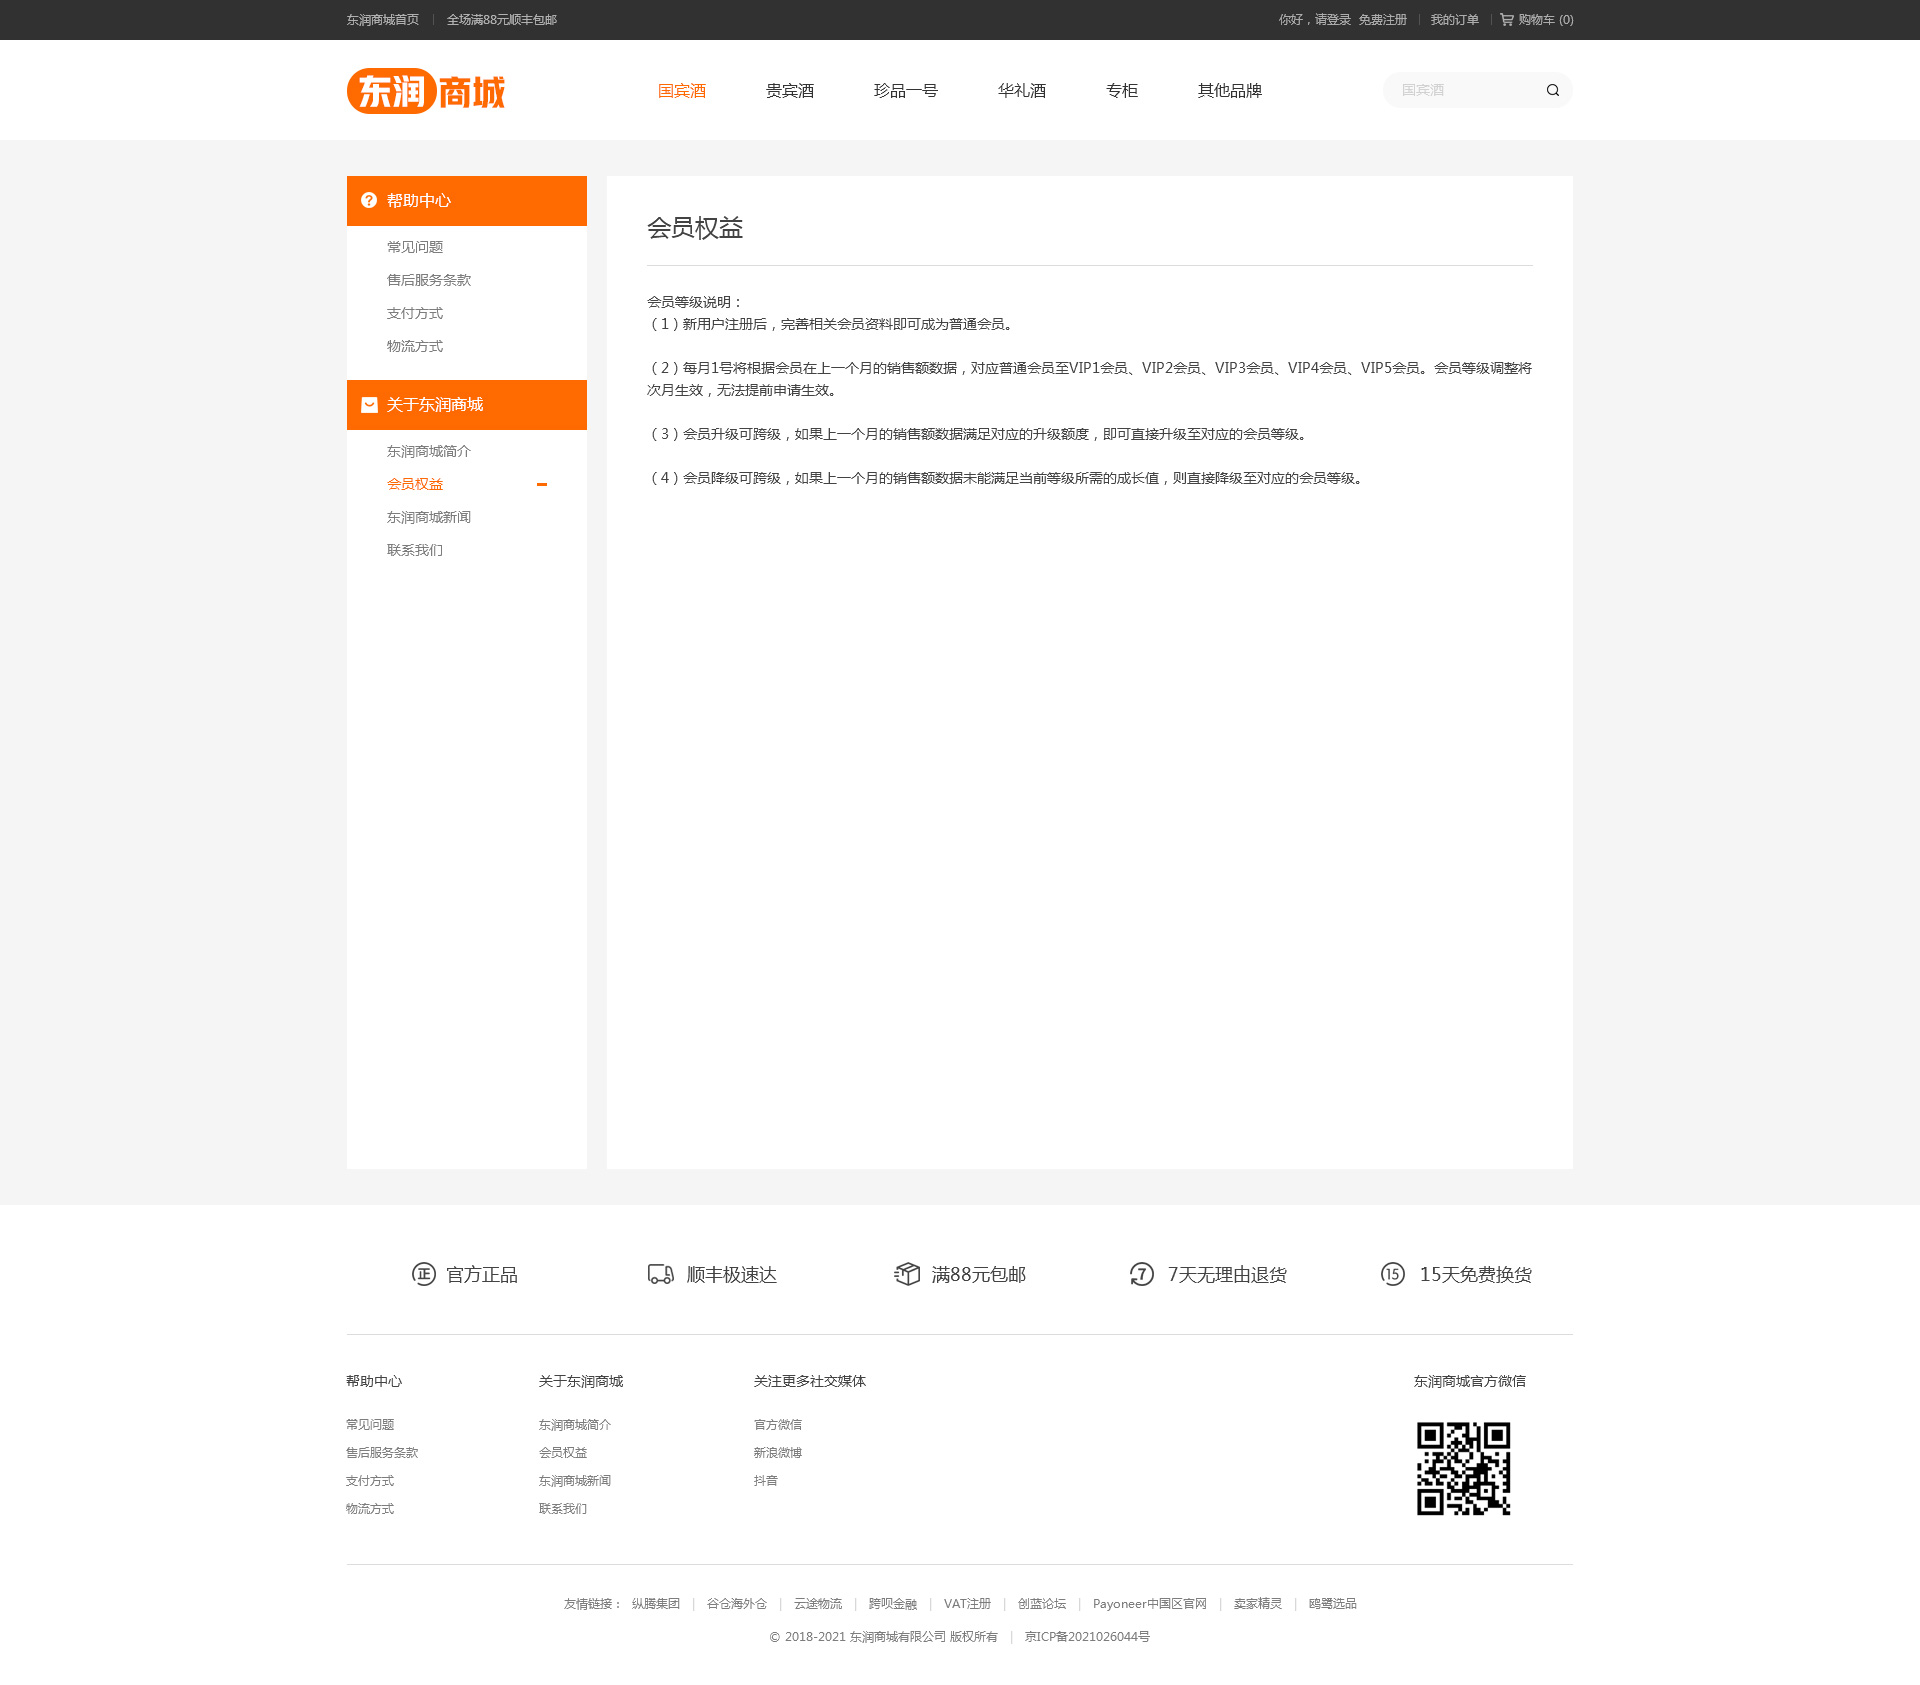 东润商城首页 | 全场满88元顺丰包邮
你好，请登录 免费注册 | 我的订单 | 购物车 (0)
东润商城
国宾酒 贵宾酒 珍品一号 华礼酒 专柜 其他品牌
国宾酒
帮助中心
常见问题
售后服务条款
支付方式
物流方式
关于东润商城
东润商城简介
会员权益
东润商城新闻
联系我们
会员权益
会员等级说明：
（1）新用户注册后，完善相关会员资料即可成为普通会员。
（2）每月1号将根据会员在上一个月的销售额数据，对应普通会员至VIP1会员、VIP2会员、VIP3会员、VIP4会员、VIP5会员。会员等级调整将
次月生效，无法提前申请生效。
（3）会员升级可跨级，如果上一个月的销售额数据满足对应的升级额度，即可直接升级至对应的会员等级。
（4）会员降级可跨级，如果上一个月的销售额数据未能满足当前等级所需的成长值，则直接降级至对应的会员等级。
正 官方正品
顺丰极速达
满88元包邮
7 7天无理由退货
15 15天免费换货
帮助中心
常见问题
售后服务条款
支付方式
物流方式
关于东润商城
东润商城简介
会员权益
东润商城新闻
联系我们
关注更多社交媒体
官方微信
新浪微博
抖音
东润商城官方微信
友情链接： 纵腾集团 | 谷仓海外仓 | 云途物流 | 跨呗金融 | VAT注册 | 创蓝论坛 | Payoneer中国区官网 | 卖家精灵 | 鸥鹭选品
© 2018-2021 东润商城有限公司 版权所有 | 京ICP备2021026044号